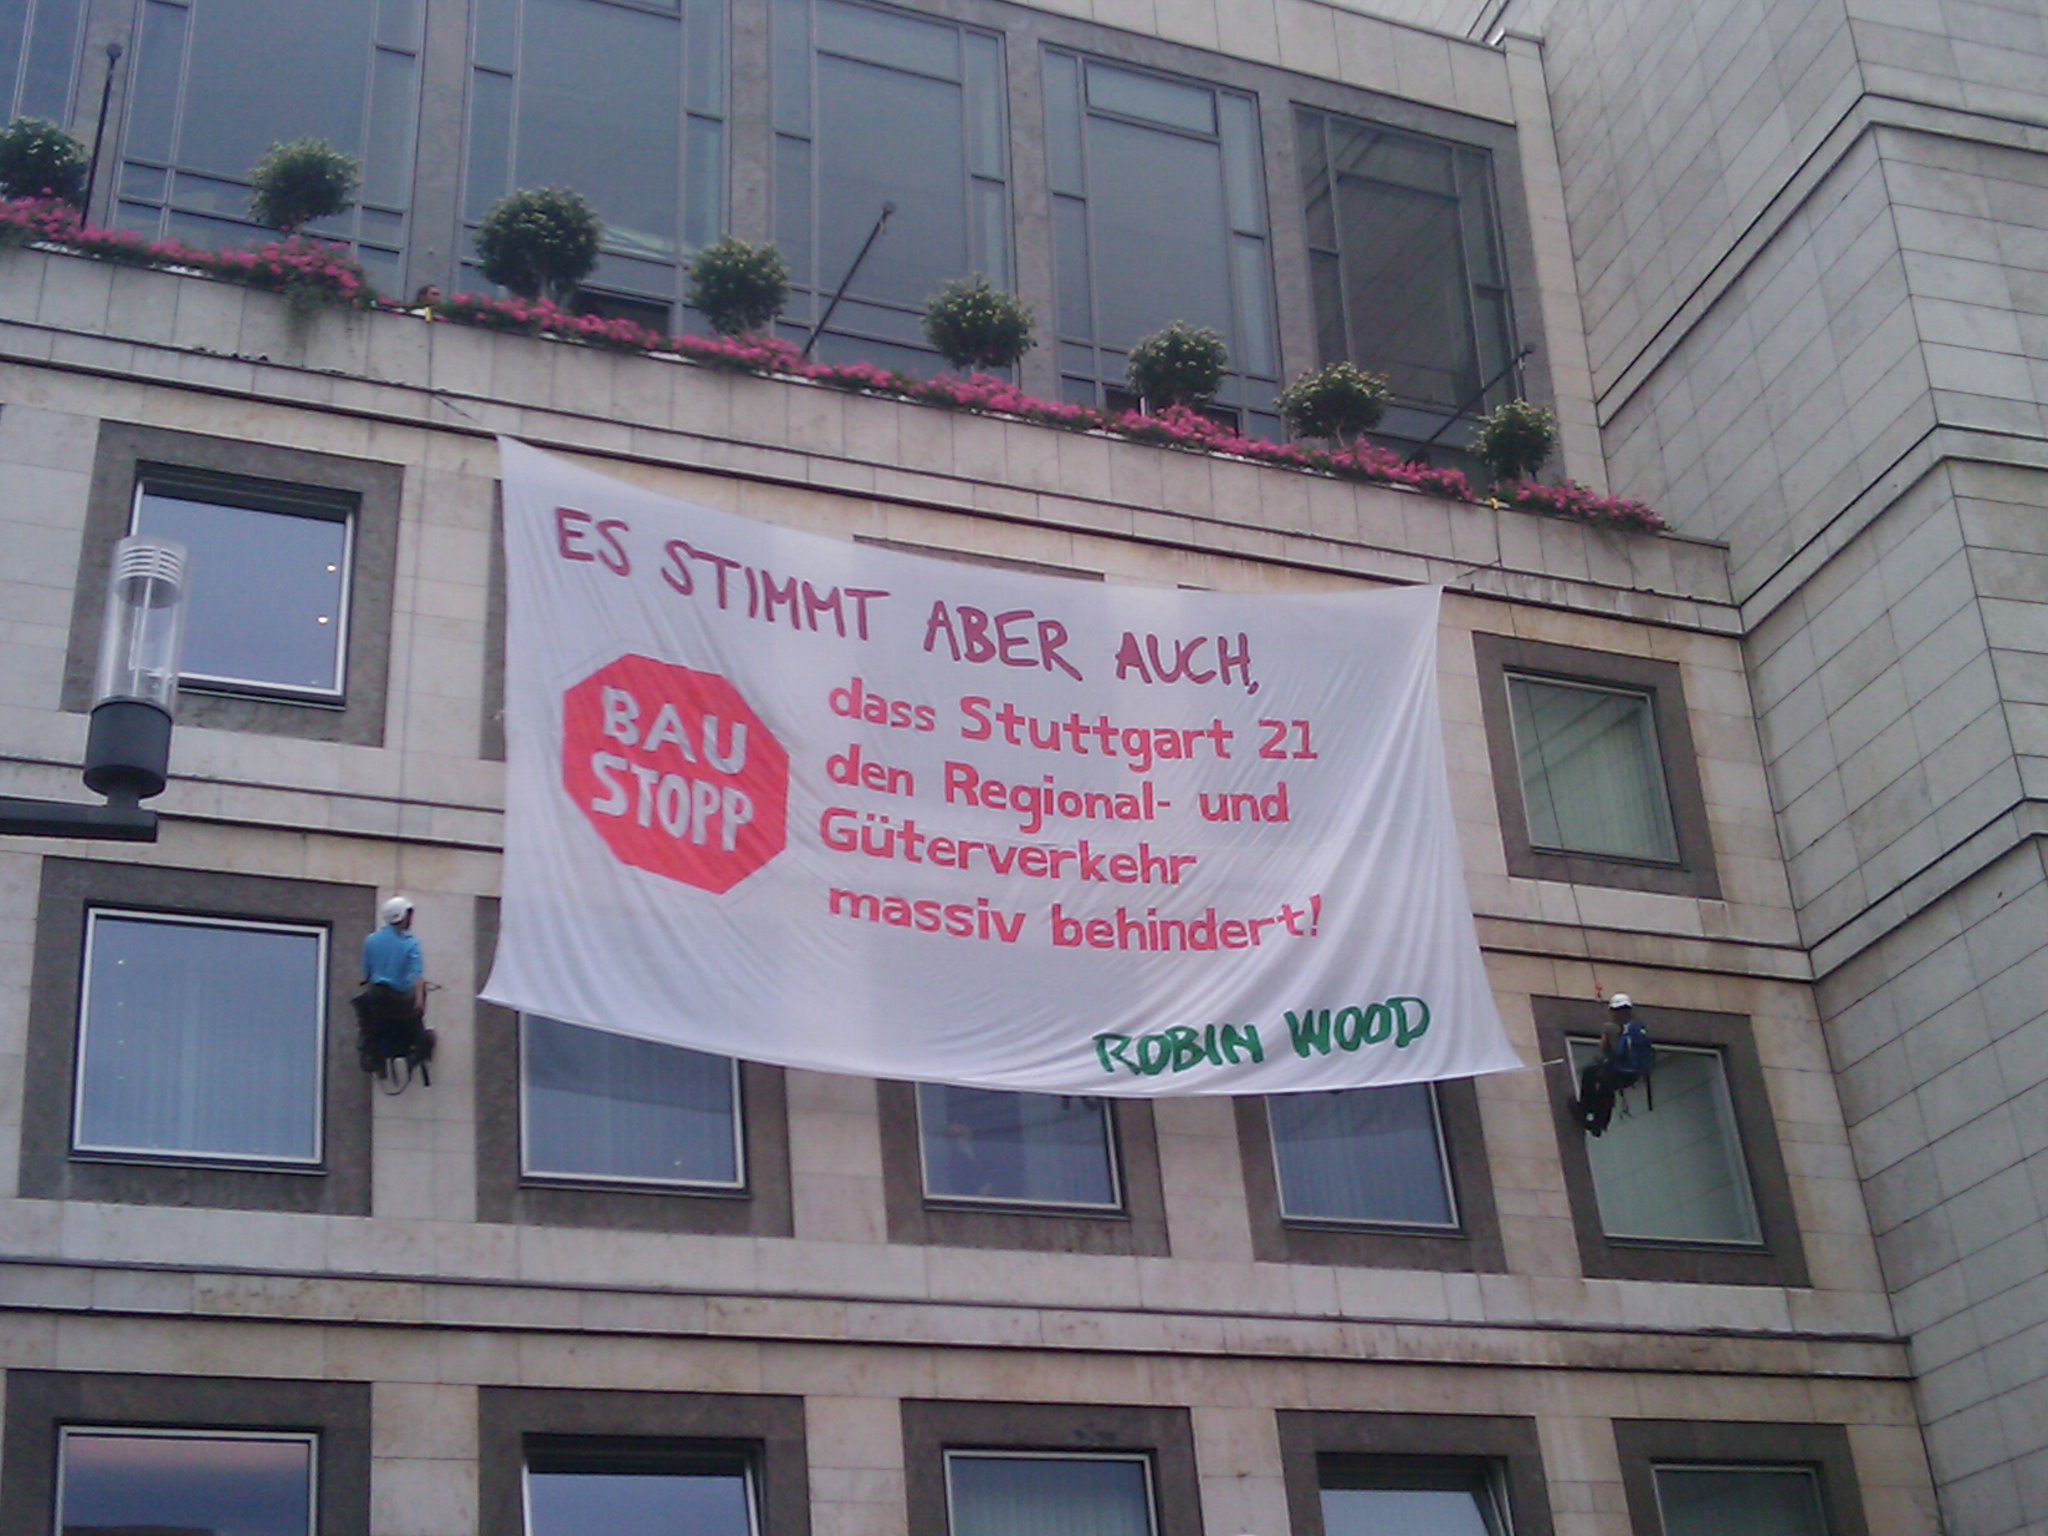 ES STIMMT ABER AUCH,
BAU
STOPP
dass Stuttgart 21
den Regional- und
Güterverkehr
massiv behindert!
ROBIN WOOD